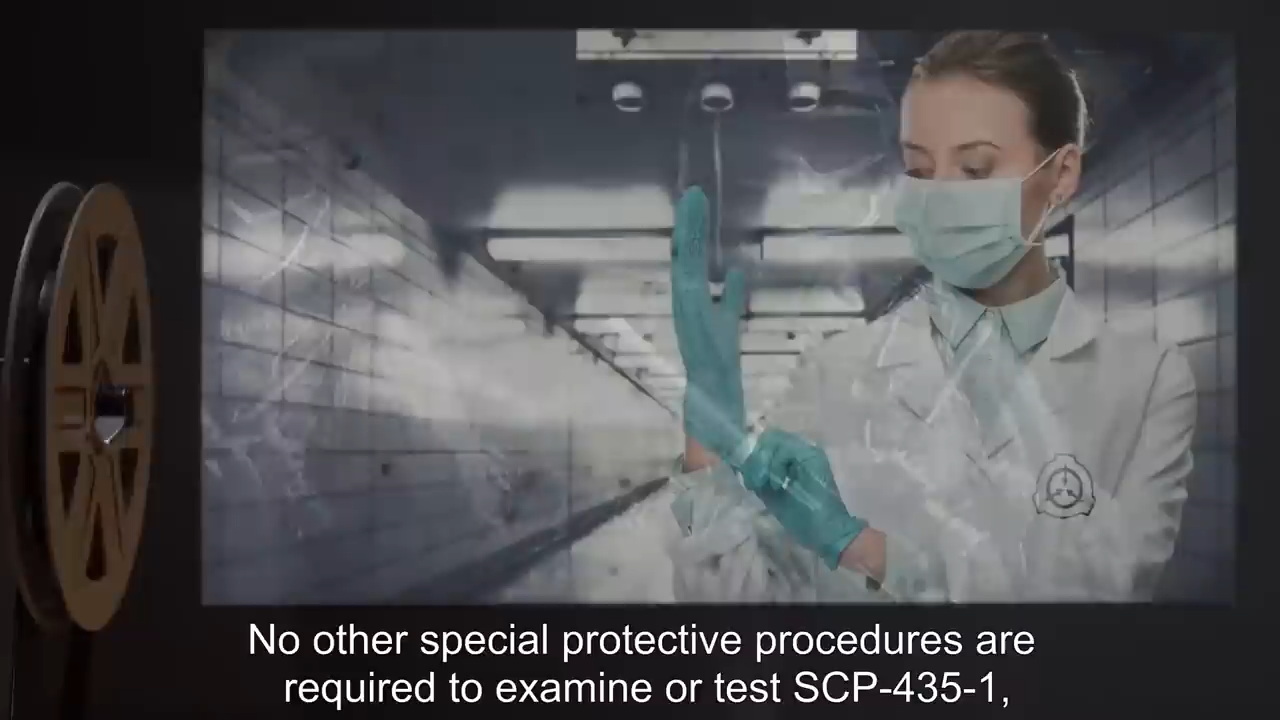 No other special protective procedures are
required to examine or test SCP-435-1,